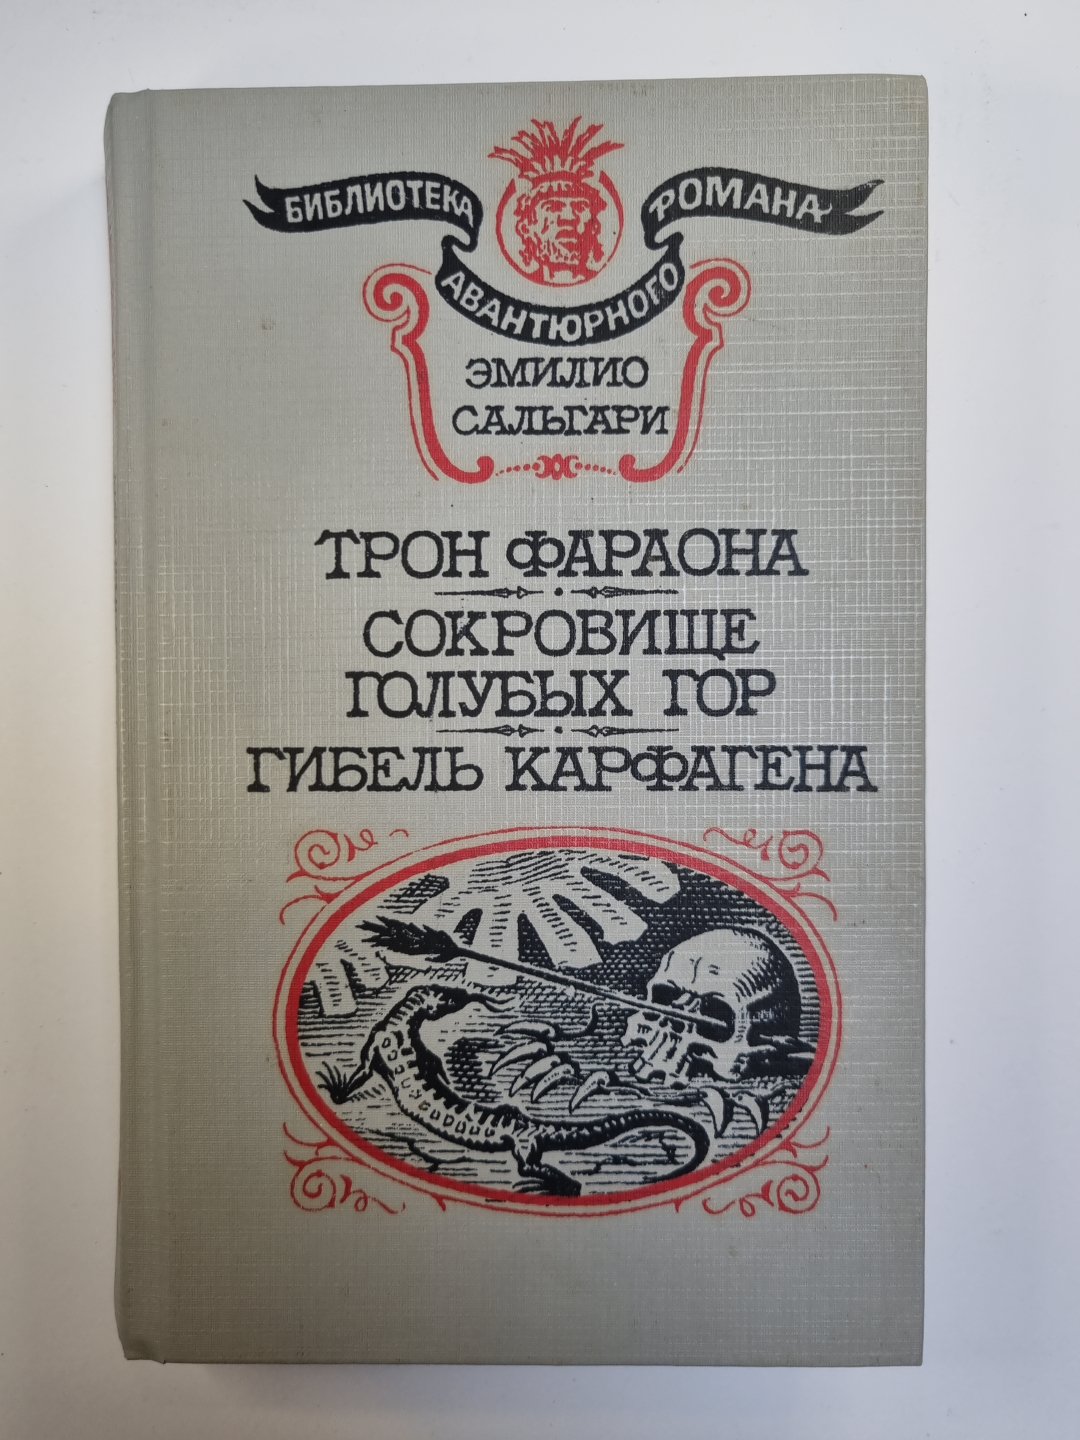 БИБЛИОТЕКА
АВАНТЮРНОГО
РОМАНА
ЭМИЛИО
САЛЬГАРИ
ТРОН ФАРАОНА
СОКРОВИЩЕ
ГОЛУБЫХ ГОР
ГИБЕЛЬ КАРФАГЕНА